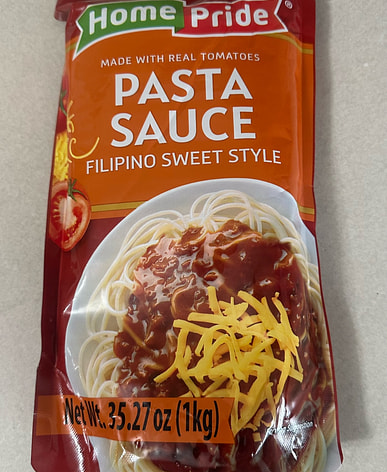 Home Pride®
MADE WITH REAL TOMATOES
PASTA
SAUCE
FILIPINO SWEET STYLE
Net Wt. 35.27 oz (1kg)